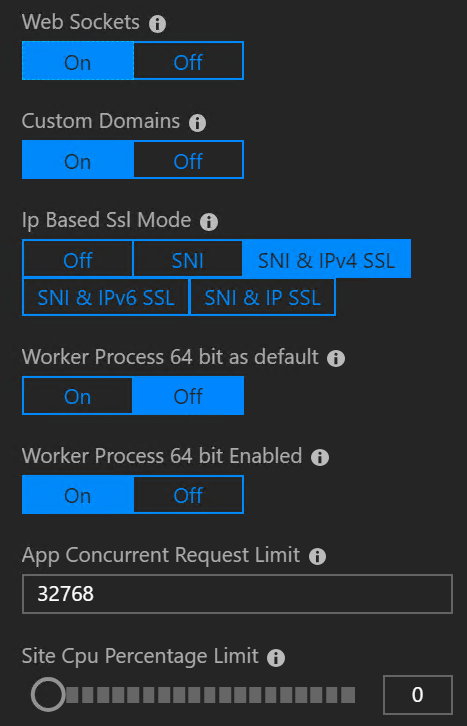 Web Sockets
On Off
Custom Domains
On Off
Ip Based Ssl Mode
Off SNI SNI & IPv4 SSL
SNI & IPv6 SSL SNI & IP SSL
Worker Process 64 bit as default
On Off
Worker Process 64 bit Enabled
On Off
App Concurrent Request Limit
32768
Site Cpu Percentage Limit
0